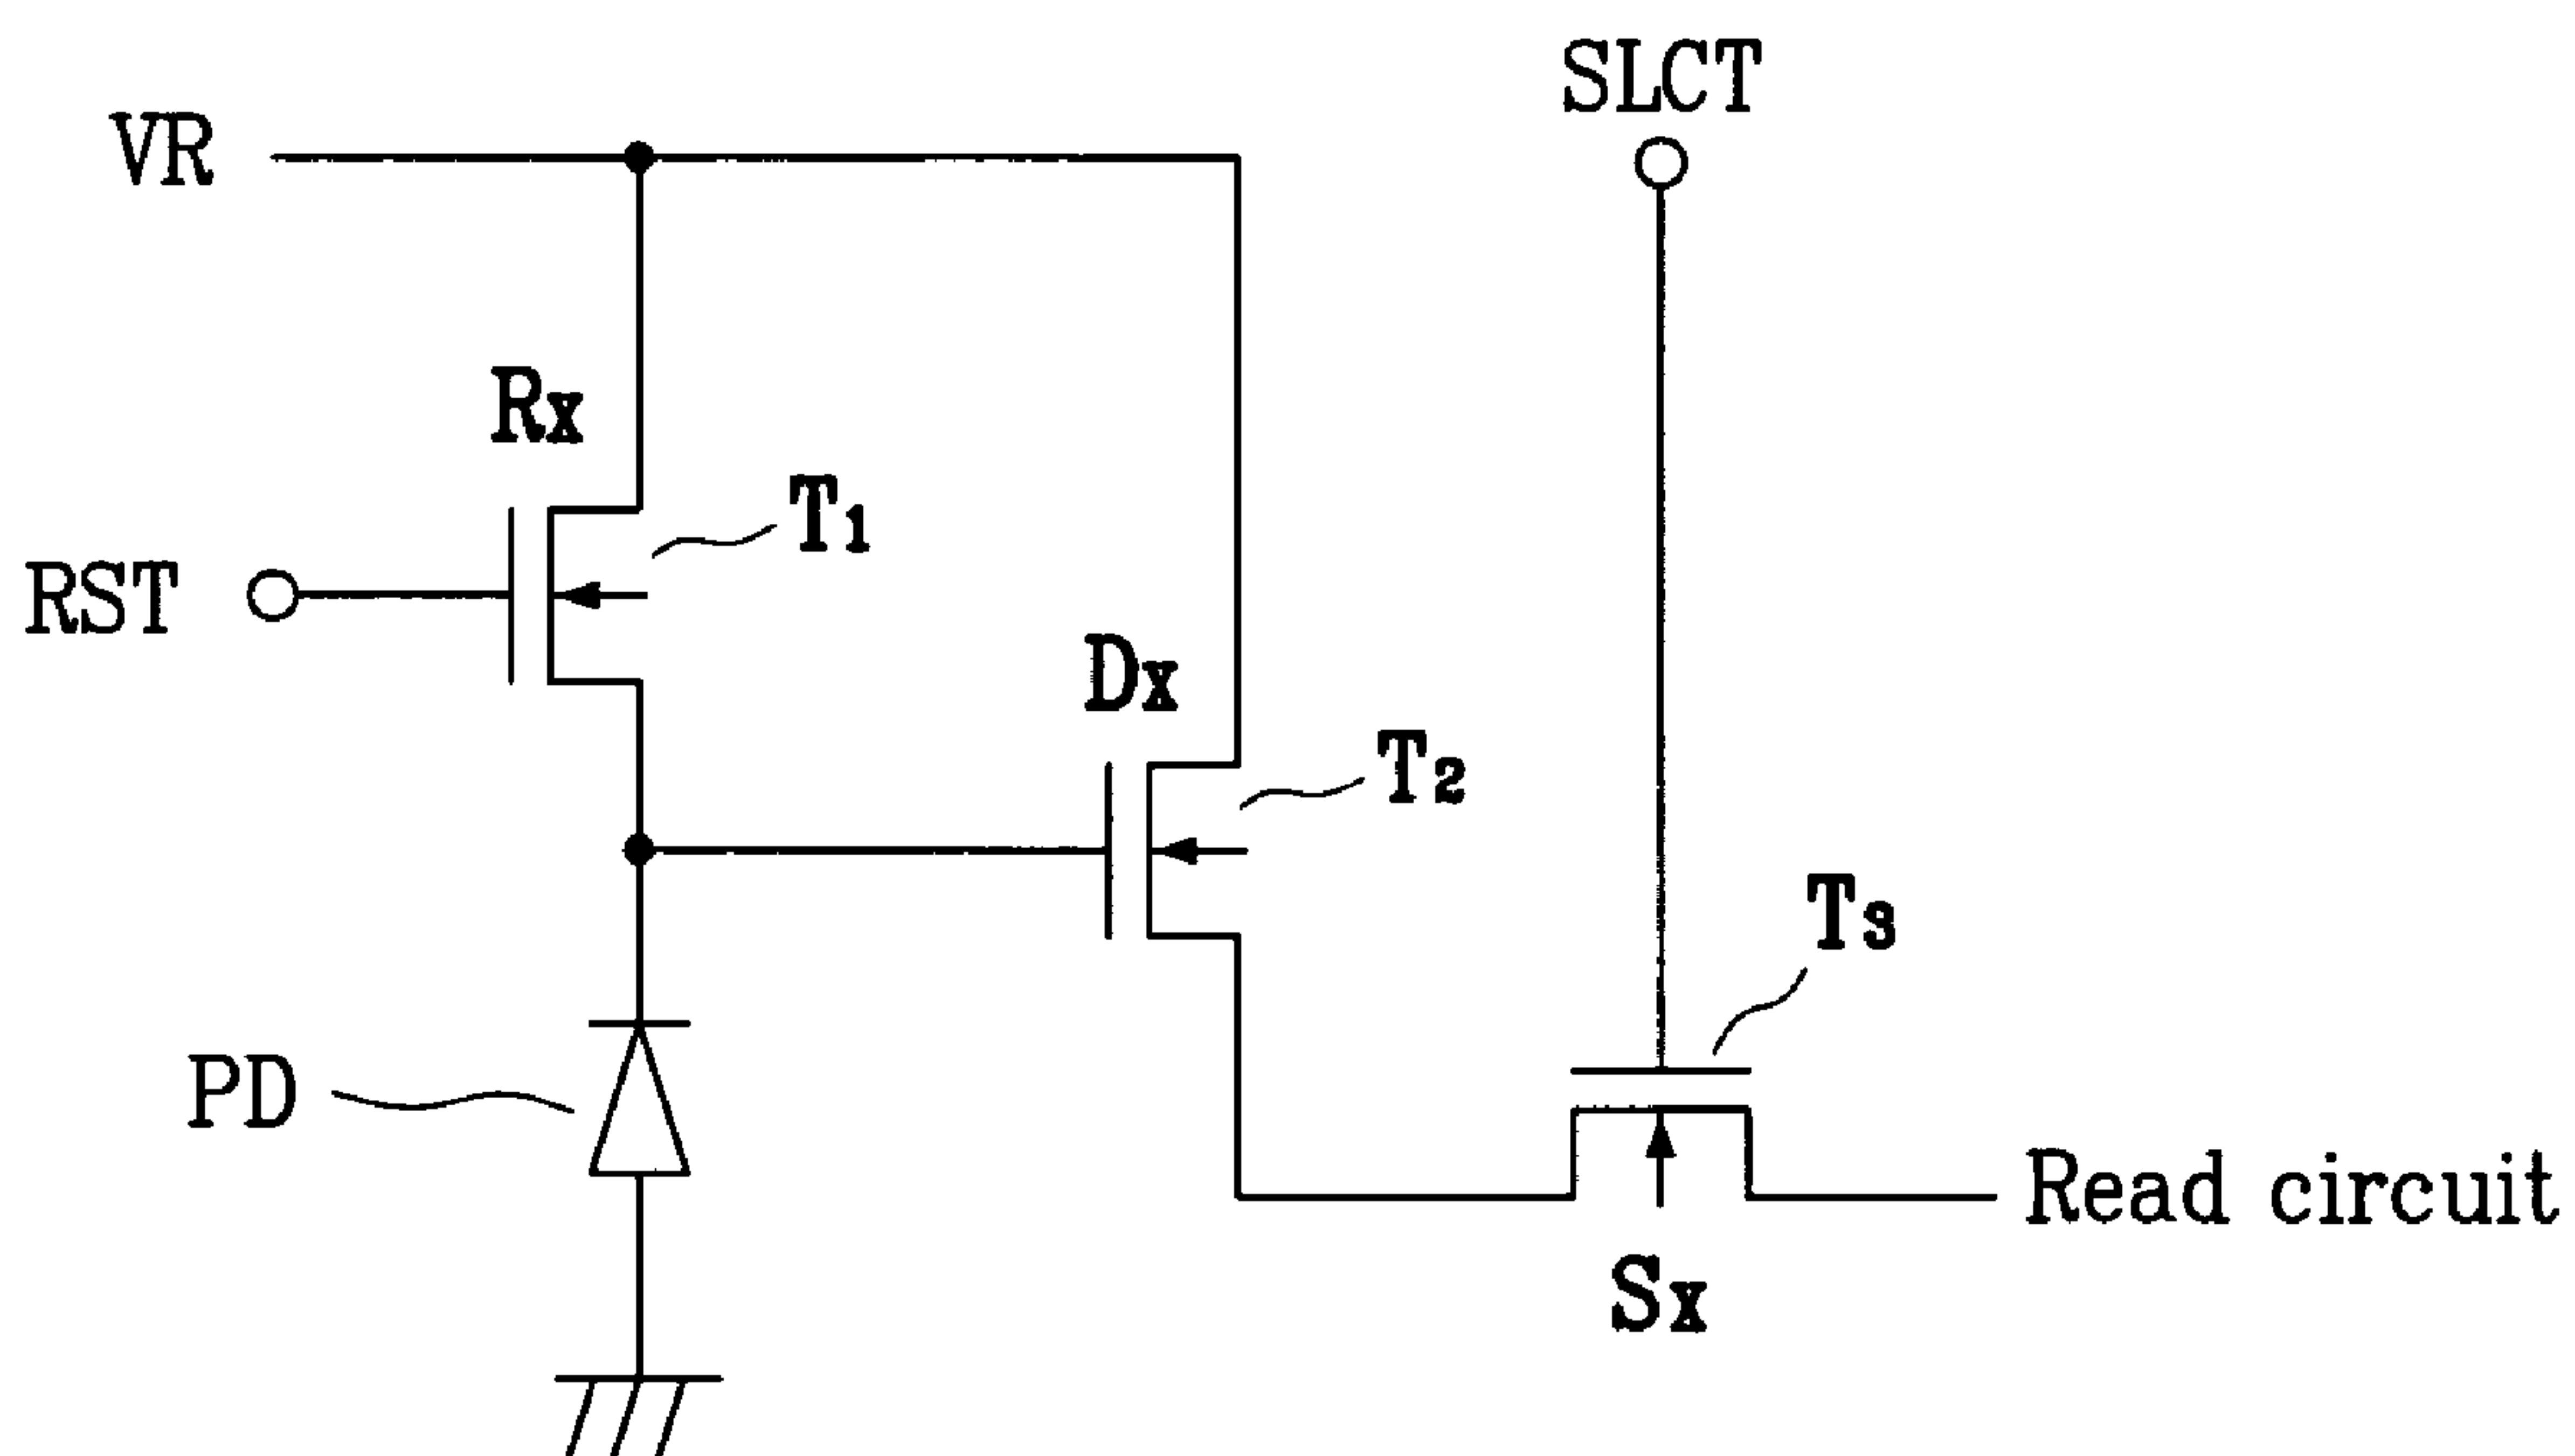 SLCT
VR
Rx
T1
RST
Dx
T2
T3
PD
Read circuit
Sx